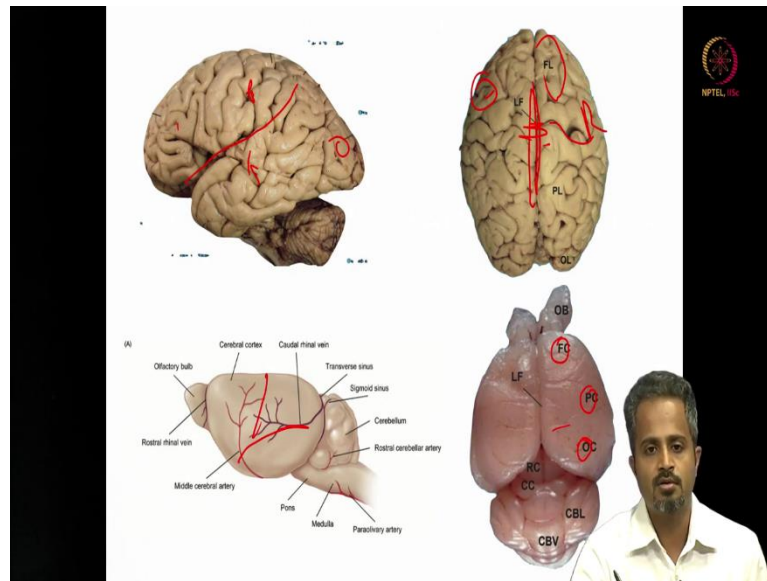 FL
LF
PL
OL
NPTEL, IISc
(A)
Cerebral cortex
Caudal rhinal vein
Olfactory bulb
Transverse sinus
Sigmoid sinus
Cerebellum
Rostral rhinal vein
Rostral cerebellar artery
Middle cerebral artery
Pons
Medulla
Paraolivary artery
OB
FC
LF
PC
OC
RC
CC
CBL
CBV